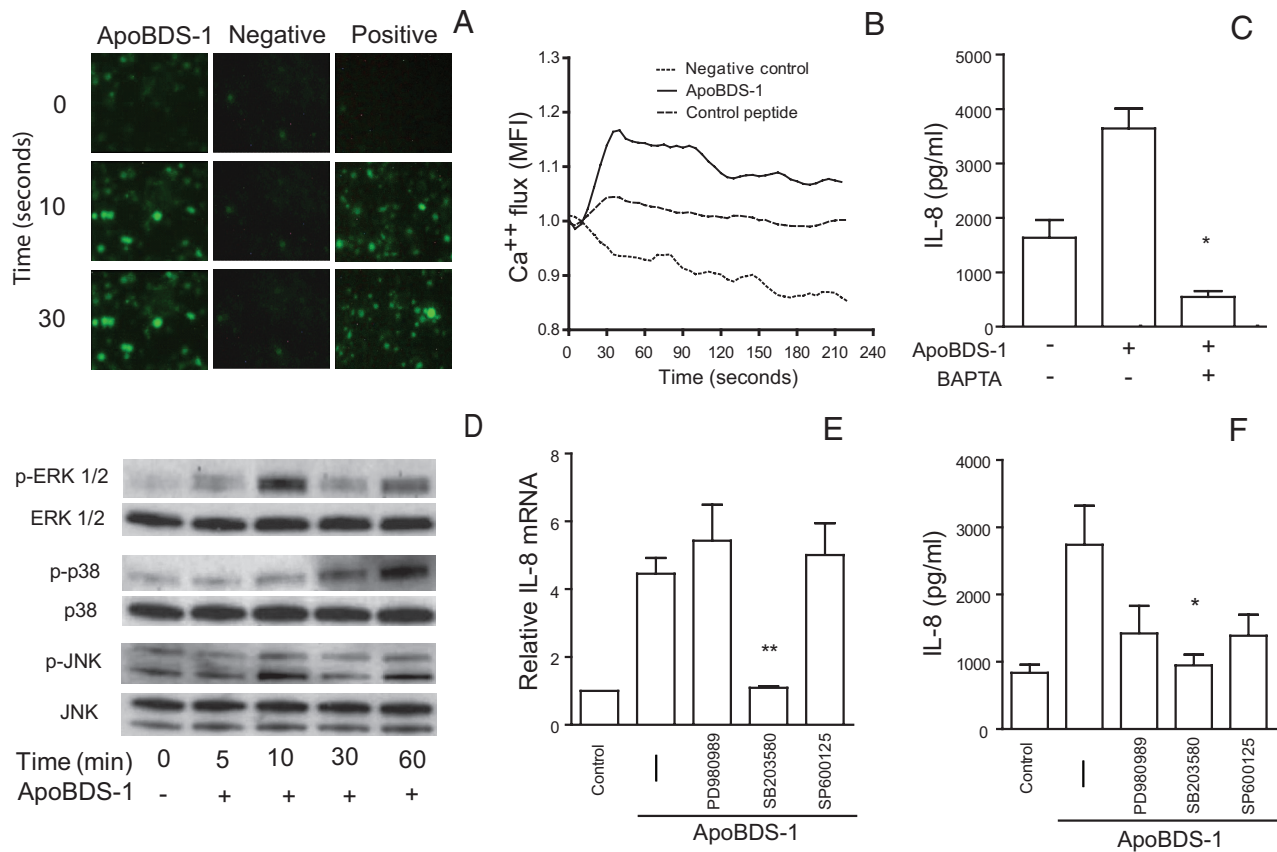 A
ApoBDS-1 Negative Positive
Time (seconds)
0
10
30
B
Ca++ flux (MFI)
1.3
1.2
1.1
1.0
0.9
0.8
Negative control
ApoBDS-1
Control peptide
0 30 60 90 120 150 180 210 240
Time (seconds)
C
IL-8 (pg/ml)
5000
4000
3000
2000
1000
0
*
ApoBDS-1 - + +
BAPTA - - +
D
p-ERK 1/2
ERK 1/2
p-p38
p38
p-JNK
JNK
Time (min) 0 5 10 30 60
ApoBDS-1 - + + + +
E
Relative IL-8 mRNA
8
6
4
2
0
**
Control
—
PD980989
SB203580
SP600125
ApoBDS-1
F
IL-8 (pg/ml)
4000
3000
2000
1000
0
*
Control
—
PD980989
SB203580
SP600125
ApoBDS-1